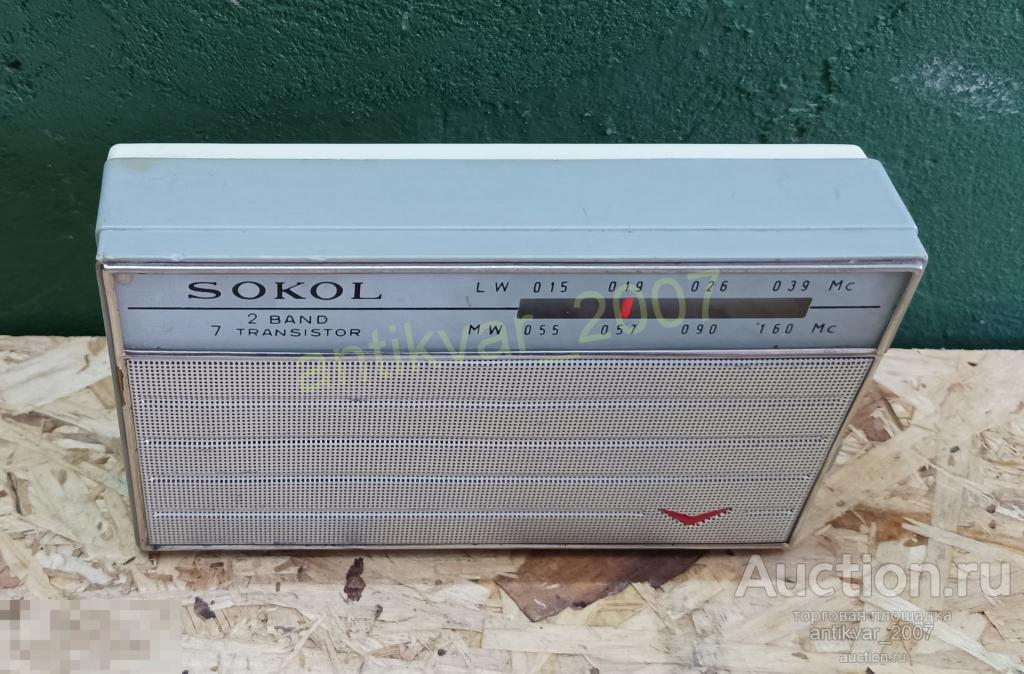 SOKOL
2 BAND
7 TRANSISTOR
LW 015 019 026 039 Mc
MW 055 057 090 160 Mc
antikvar_2007
Auction.ru
торговая площадка
antikvar_2007
auction.ru